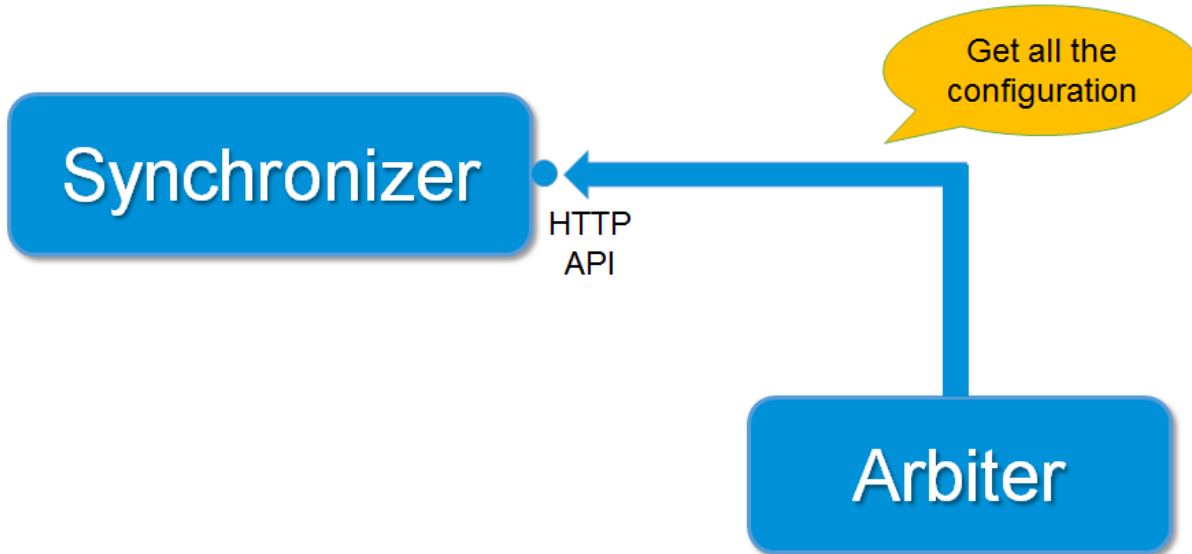 Get all the
configuration
Synchronizer
HTTP
API
Arbiter